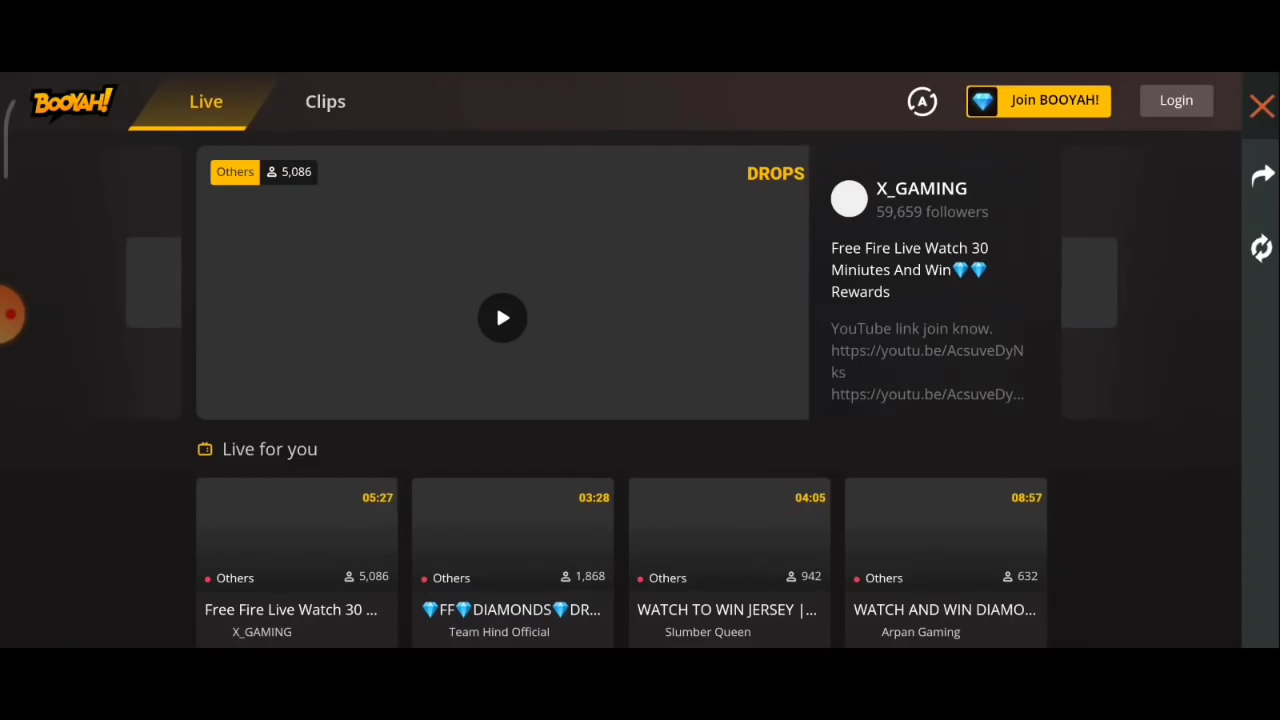 BOOYAH!
Live
Clips
A
Join BOOYAH!
Login
Others
5,086
DROPS
X_GAMING
59,659 followers
Free Fire Live Watch 30
Miniutes And Win💎💎
Rewards
YouTube link join know.
https://youtu.be/AcsuveDyN
ks
https://youtu.be/AcsuveDy...
Live for you
05:27
03:28
04:05
08:57
Others
5,086
Others
1,868
Others
942
Others
632
Free Fire Live Watch 30 ...
💎FF💎DIAMONDS💎DR...
WATCH TO WIN JERSEY |...
WATCH AND WIN DIAMO...
X_GAMING
Team Hind Official
Slumber Queen
Arpan Gaming